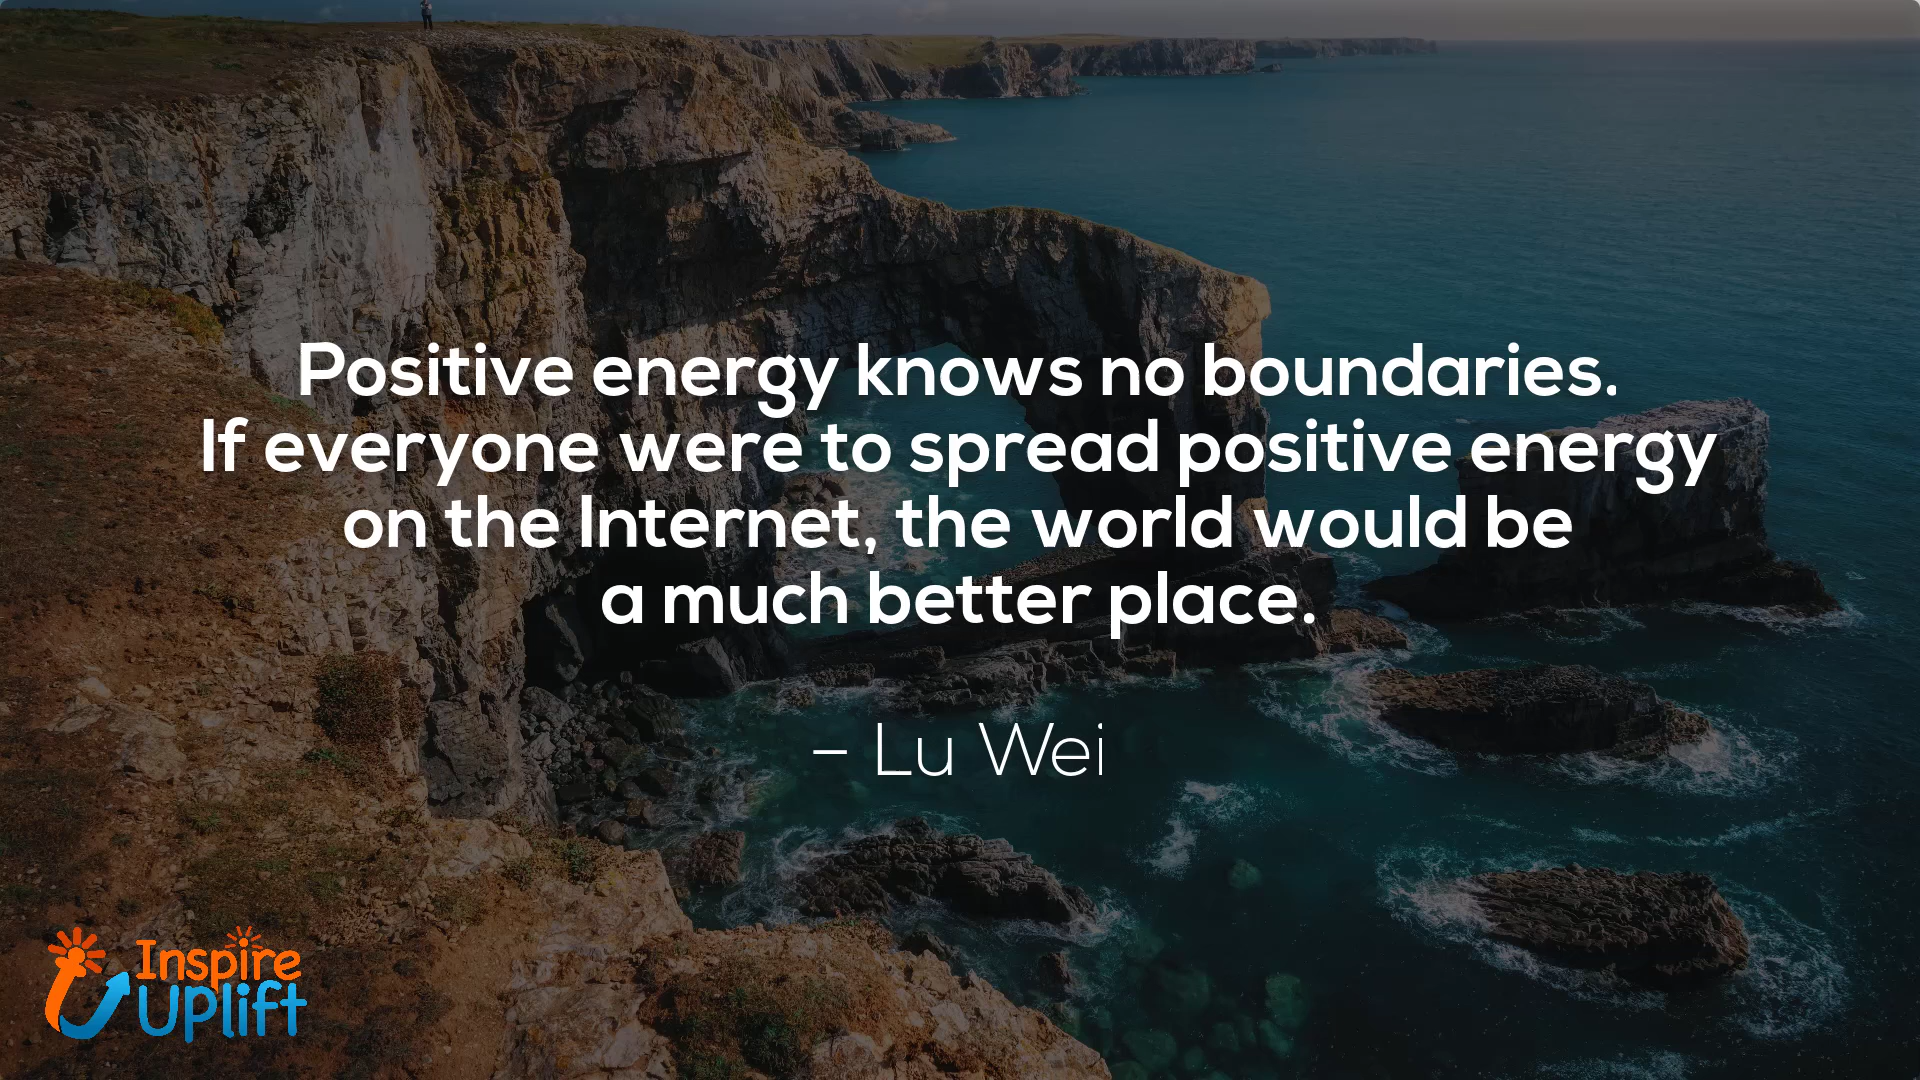 Positive energy knows no boundaries.
If everyone were to spread positive energy
on the Internet, the world would be
a much better place.
– Lu Wei
Inspire
Uplift